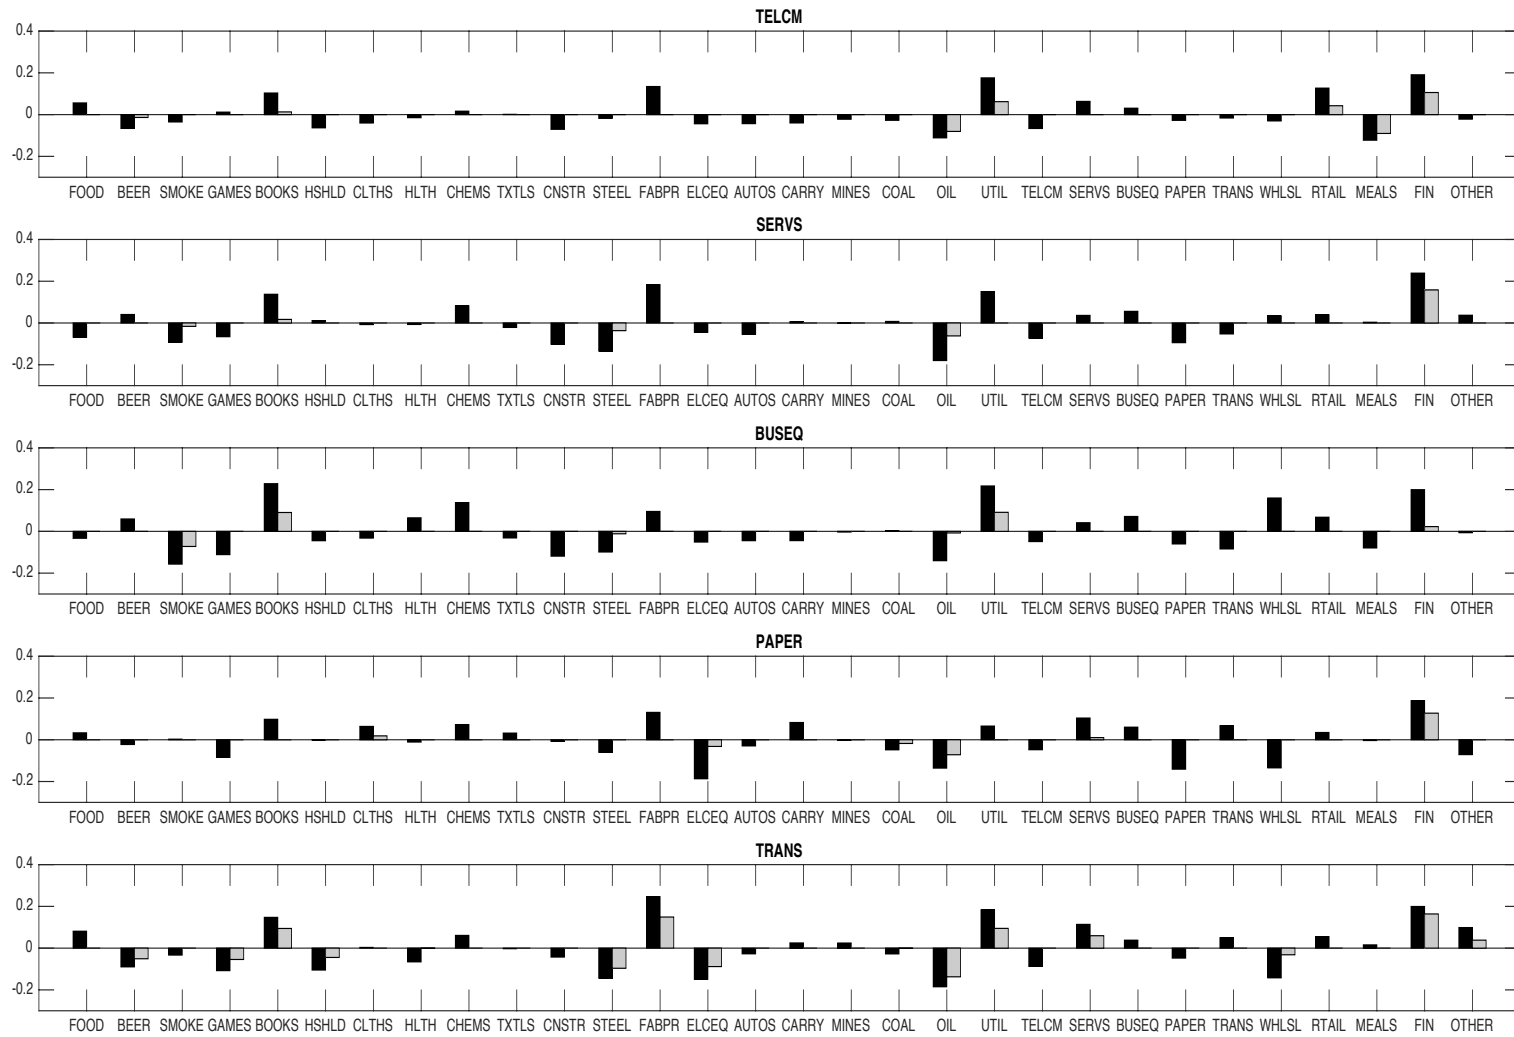 TELCM
0.4
0.2
0
-0.2
FOOD BEER SMOKE GAMES BOOKS HSHLD CLTHS HLTH CHEMS TXTLS CNSTR STEEL FABPR ELCEQ AUTOS CARRY MINES COAL OIL UTIL TELCM SERVS BUSEQ PAPER TRANS WHLSL RTAIL MEALS FIN OTHER
SERVS
0.4
0.2
0
-0.2
FOOD BEER SMOKE GAMES BOOKS HSHLD CLTHS HLTH CHEMS TXTLS CNSTR STEEL FABPR ELCEQ AUTOS CARRY MINES COAL OIL UTIL TELCM SERVS BUSEQ PAPER TRANS WHLSL RTAIL MEALS FIN OTHER
BUSEQ
0.4
0.2
0
-0.2
FOOD BEER SMOKE GAMES BOOKS HSHLD CLTHS HLTH CHEMS TXTLS CNSTR STEEL FABPR ELCEQ AUTOS CARRY MINES COAL OIL UTIL TELCM SERVS BUSEQ PAPER TRANS WHLSL RTAIL MEALS FIN OTHER
PAPER
0.4
0.2
0
-0.2
FOOD BEER SMOKE GAMES BOOKS HSHLD CLTHS HLTH CHEMS TXTLS CNSTR STEEL FABPR ELCEQ AUTOS CARRY MINES COAL OIL UTIL TELCM SERVS BUSEQ PAPER TRANS WHLSL RTAIL MEALS FIN OTHER
TRANS
0.4
0.2
0
-0.2
FOOD BEER SMOKE GAMES BOOKS HSHLD CLTHS HLTH CHEMS TXTLS CNSTR STEEL FABPR ELCEQ AUTOS CARRY MINES COAL OIL UTIL TELCM SERVS BUSEQ PAPER TRANS WHLSL RTAIL MEALS FIN OTHER